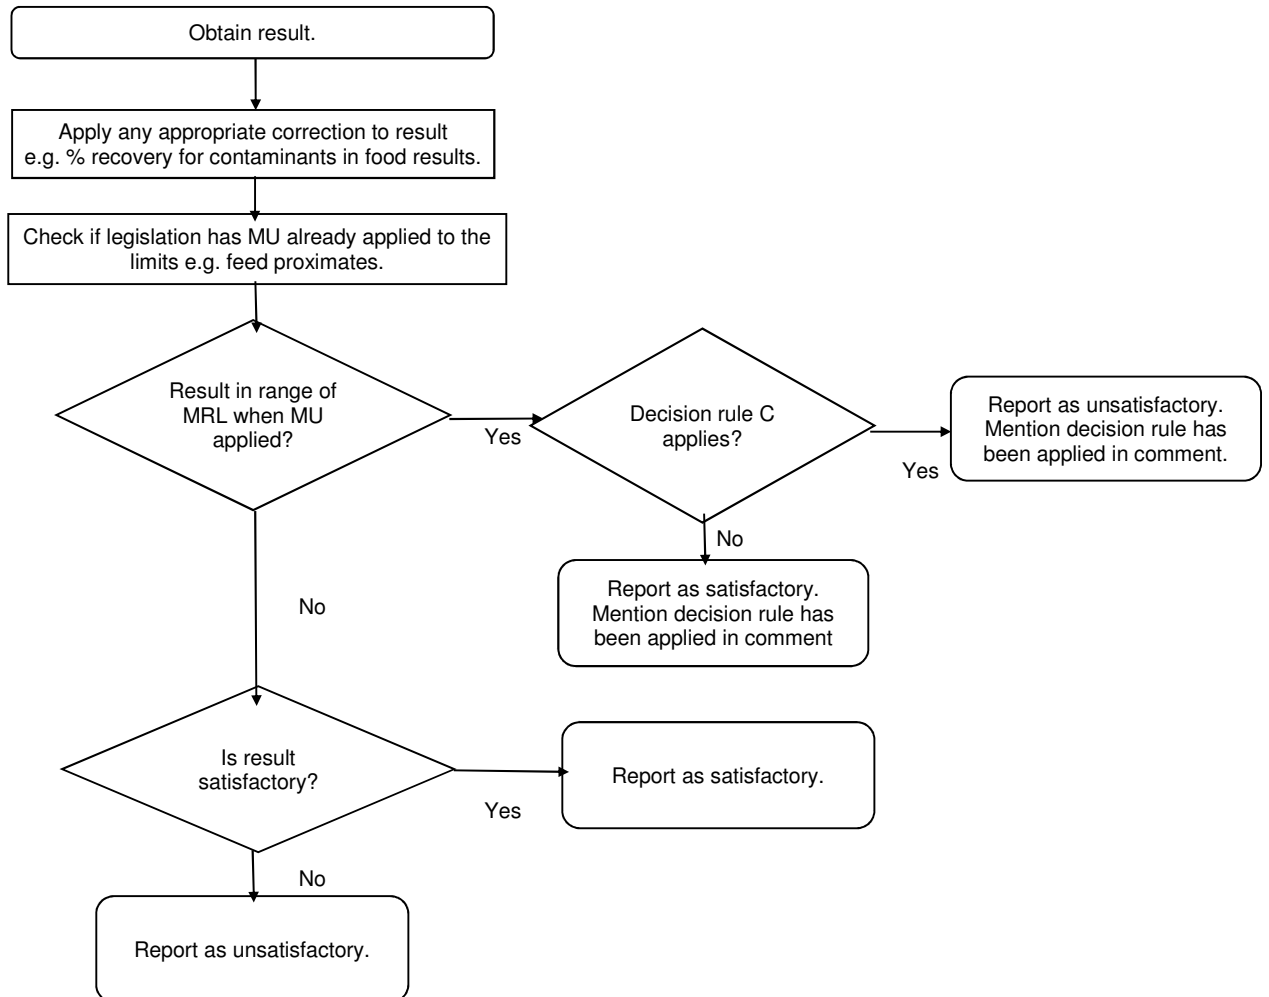 Obtain result.
Apply any appropriate correction to result
e.g. % recovery for contaminants in food results.
Check if legislation has MU already applied to the
limits e.g. feed proximates.
Result in range of
MRL when MU
applied?
Yes
Decision rule C
applies?
Yes
Report as unsatisfactory.
Mention decision rule has
been applied in comment.
No
Report as satisfactory.
Mention decision rule has
been applied in comment
No
Is result
satisfactory?
Yes
Report as satisfactory.
No
Report as unsatisfactory.